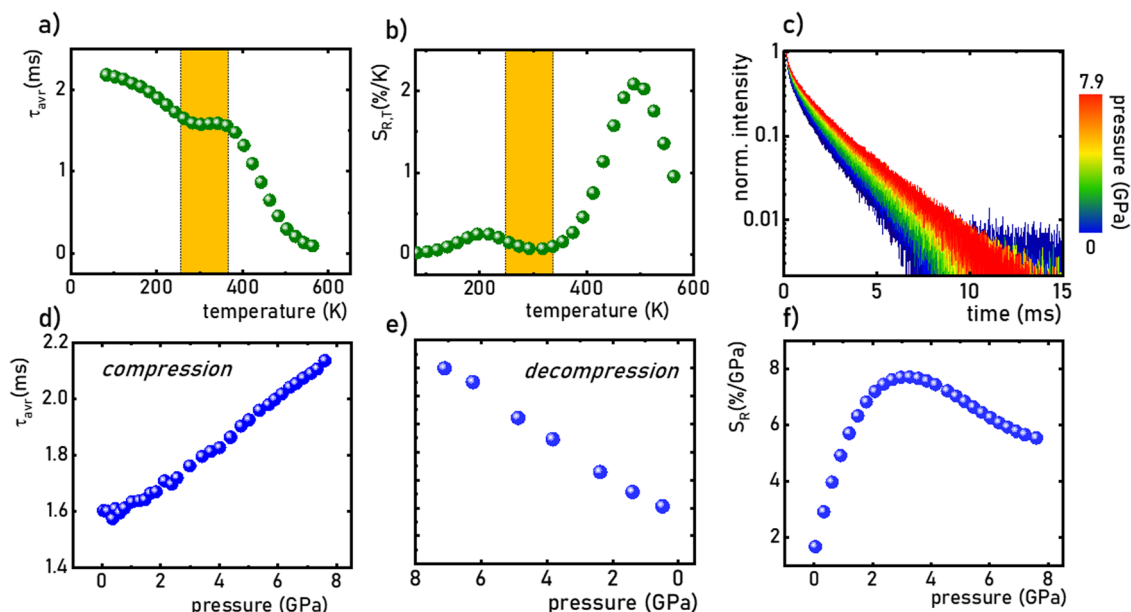 a)
τavr(ms)
2
1
0
0
200
400
600
temperature (K)
b)
SR,T(%/K)
2
1
0
200
400
600
temperature (K)
c)
norm. intensity
1
0.1
0.01
0
5
10
15
time (ms)
7.9
0
pressure (GPa)
d)
τavr(ms)
2.2
2.0
1.8
1.6
1.4
compression
0
2
4
6
8
pressure (GPa)
e)
decompression
8
6
4
2
0
pressure (GPa)
f)
SR(%/GPa)
8
6
4
2
0
2
4
6
8
pressure (GPa)